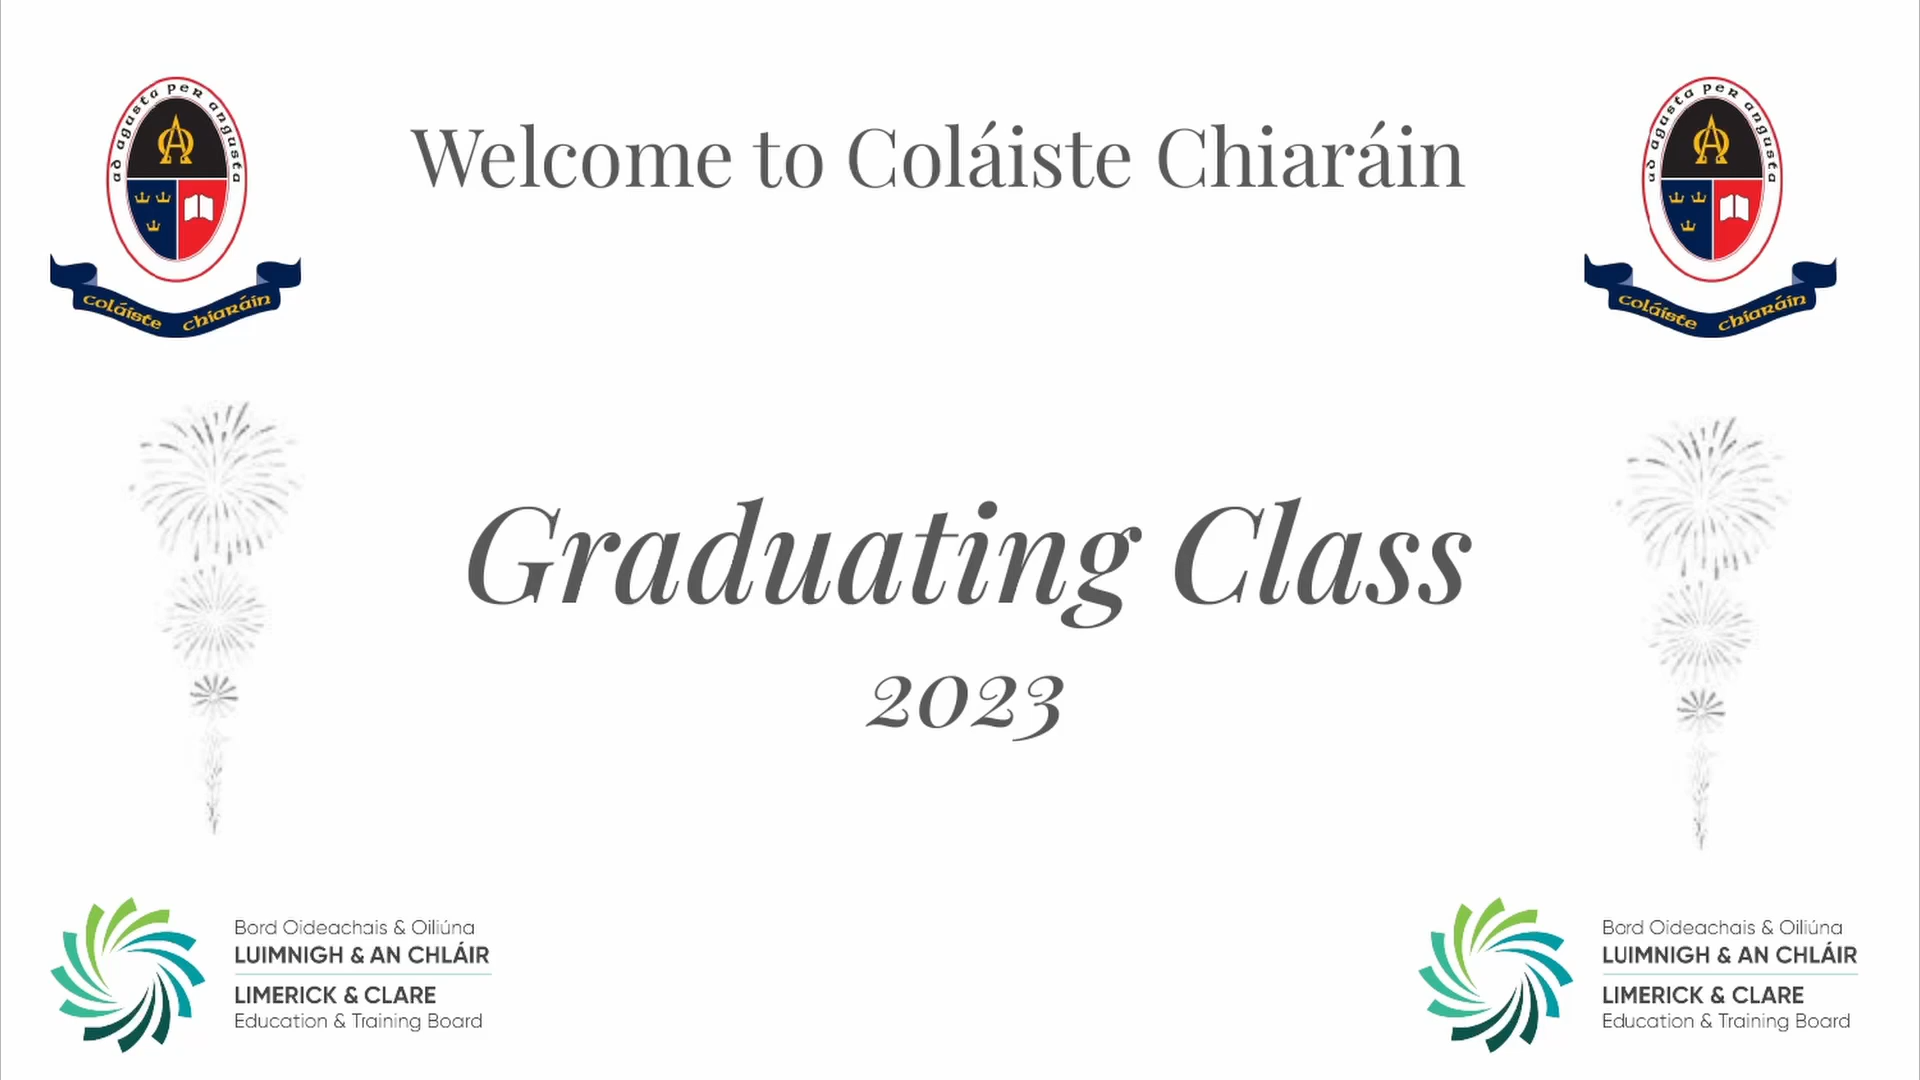 ad agusta per angusta
coláiste chiaráin
Welcome to Coláiste Chiaráin
ad agusta per angusta
coláiste chiaráin
Graduating Class
2023
Bord Oideachais & Oiliúna
LUIMNIGH & AN CHLÁIR
LIMERICK & CLARE
Education & Training Board
Bord Oideachais & Oiliúna
LUIMNIGH & AN CHLÁIR
LIMERICK & CLARE
Education & Training Board